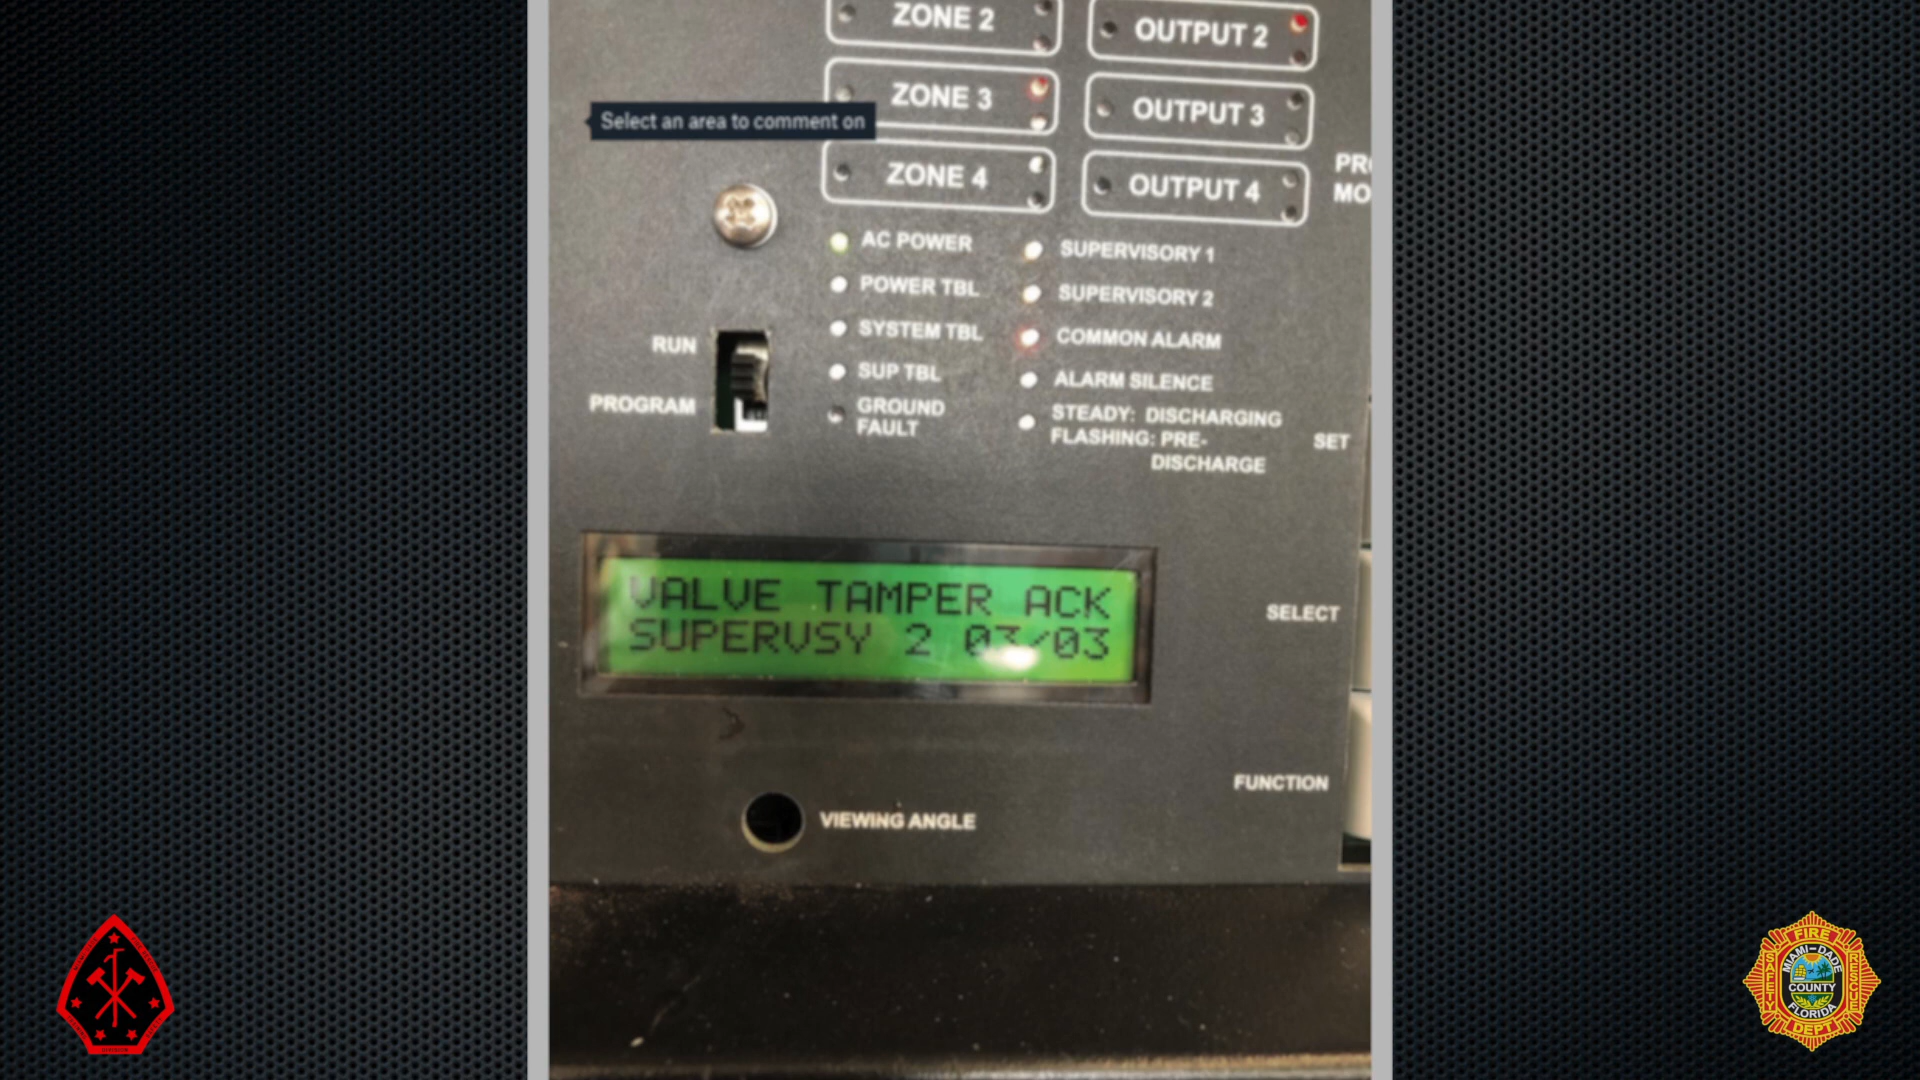 ZONE 2
OUTPUT 2
ZONE 3
OUTPUT 3
Select an area to comment on
ZONE 4
OUTPUT 4
PR
MO
AC POWER
SUPERVISORY 1
POWER TBL
SUPERVISORY 2
SYSTEM TBL
COMMON ALARM
RUN
SUP TBL
ALARM SILENCE
PROGRAM
GROUND
FAULT
STEADY: DISCHARGING
FLASHING: PRE-
DISCHARGE
SET
VALVE TAMPER ACK
SUPERVSY 2 03/03
SELECT
FUNCTION
VIEWING ANGLE
FIRE
SAFETY
RESCUE
MIAMI-DADE
COUNTY
FLORIDA
DEPT